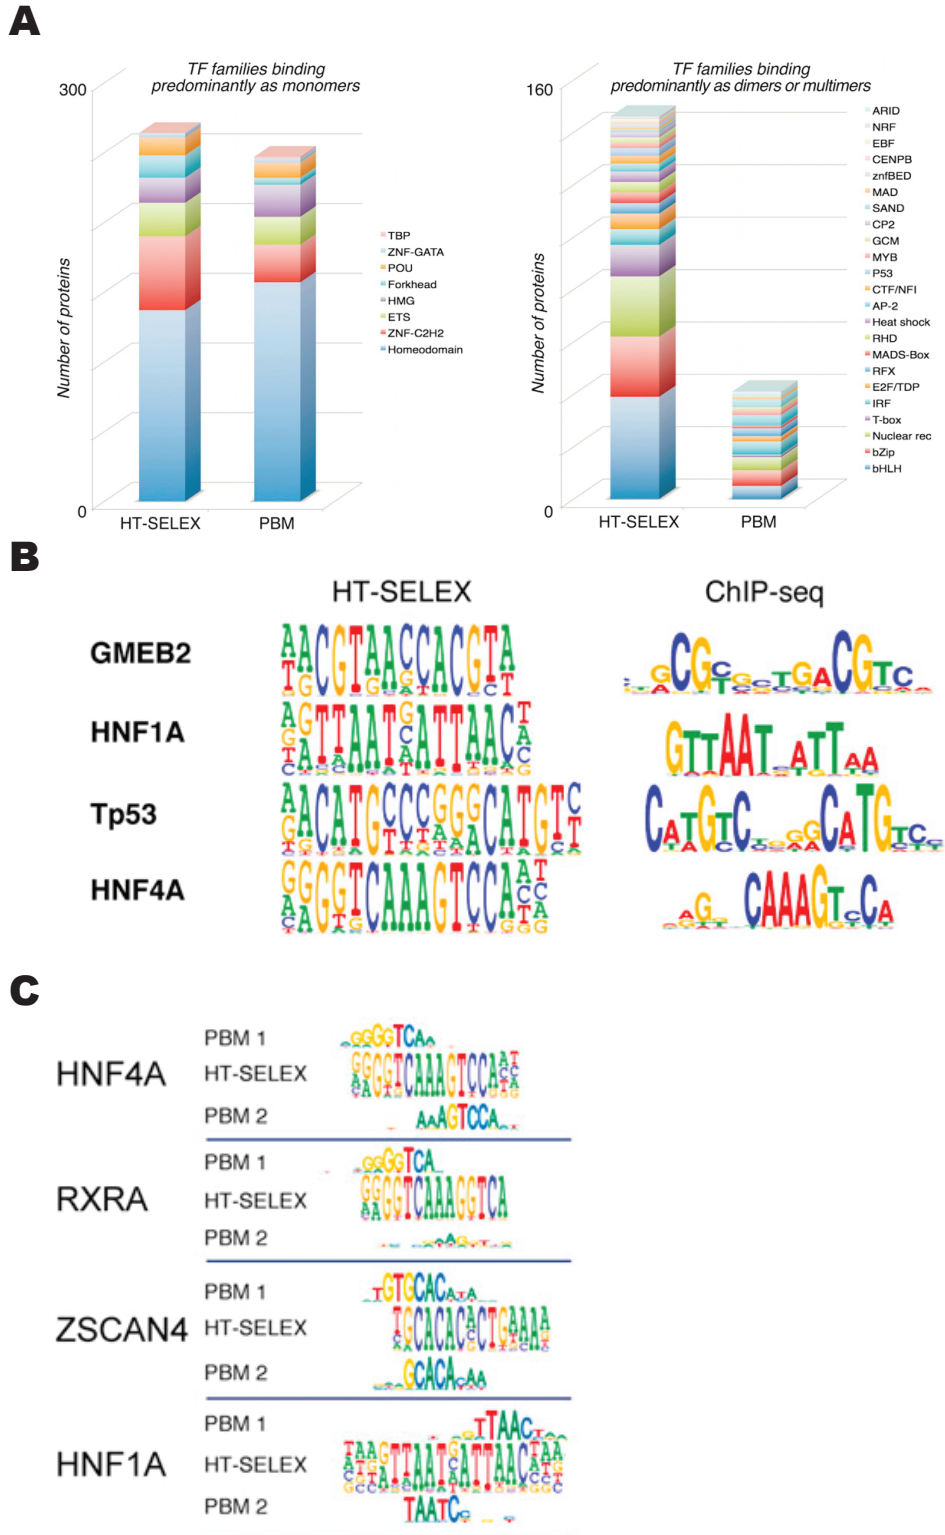 A
TF families binding
predominantly as monomers
300
Number of proteins
0
HT-SELEX
PBM
TBP
ZNF-GATA
POU
Forkhead
HMG
ETS
ZNF-C2H2
Homeodomain
TF families binding
predominantly as dimers or multimers
160
Number of proteins
0
HT-SELEX
PBM
ARID
NRF
EBF
CENPB
znfBED
MAD
SAND
CP2
GCM
MYB
P53
CTF/NFI
AP-2
Heat shock
RHD
MADS-Box
RFX
E2F/TDP
IRF
T-box
Nuclear rec
bZip
bHLH
B
HT-SELEX
ChIP-seq
GMEB2
HNF1A
Tp53
HNF4A
C
HNF4A
PBM 1
HT-SELEX
PBM 2
RXRA
PBM 1
HT-SELEX
PBM 2
ZSCAN4
PBM 1
HT-SELEX
PBM 2
HNF1A
PBM 1
HT-SELEX
PBM 2